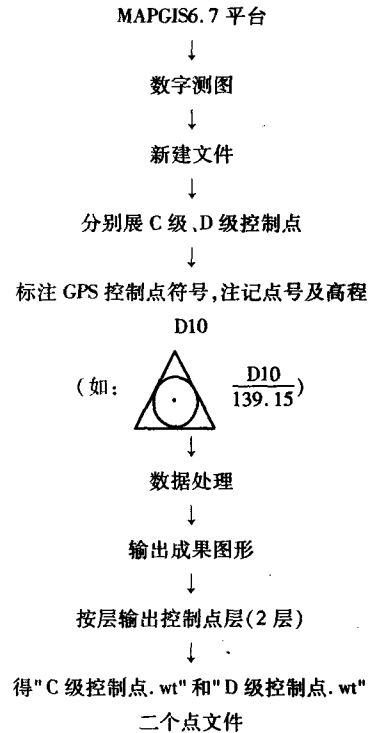 MAPGIS6.7 平台
↓
数字测图
↓
新建文件
↓
分别展 C 级、D 级控制点
↓
标注 GPS 控制点符号,注记点号及高程
D10
(如: D10
139.15)
↓
数据处理
↓
输出成果图形
↓
按层输出控制点层(2 层)
↓
得"C 级控制点.wt"和"D 级控制点.wt"
二个点文件